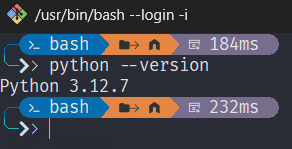 /usr/bin/bash --login -i
bash 184ms
python --version
Python 3.12.7
bash 232ms